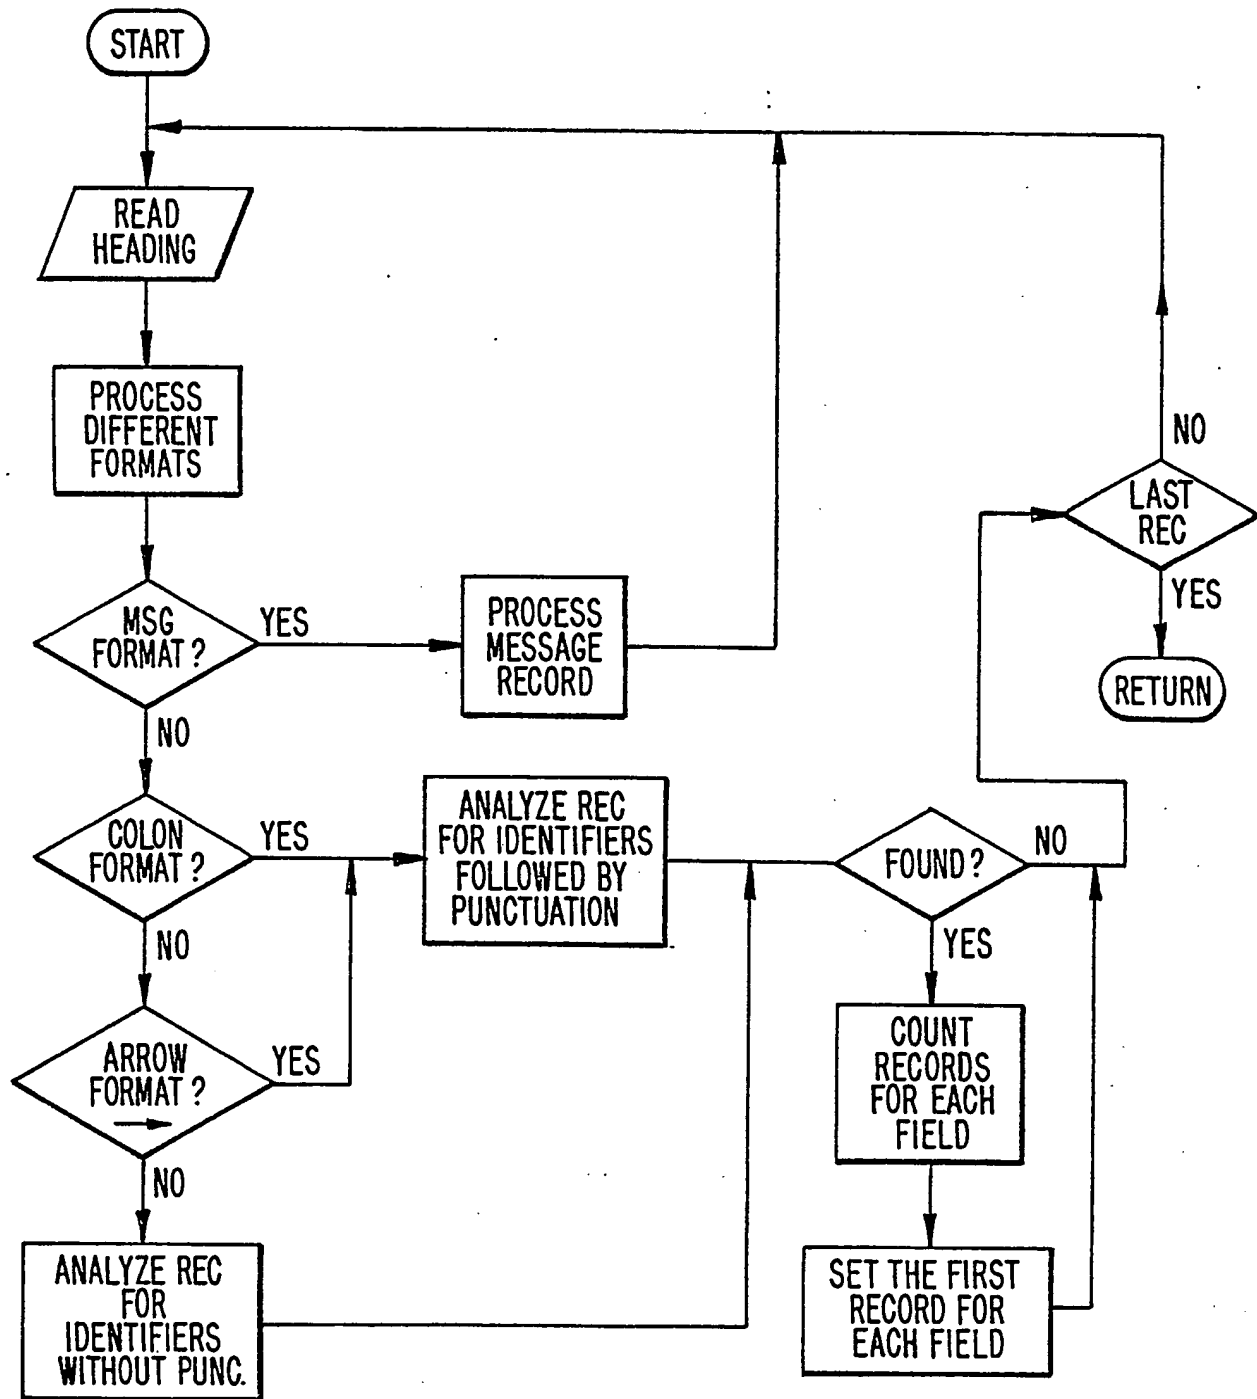 START
READ
HEADING
PROCESS
DIFFERENT
FORMATS
MSG
FORMAT?
YES
NO
PROCESS
MESSAGE
RECORD
COLON
FORMAT?
YES
NO
ANALYZE REC
FOR IDENTIFIERS
FOLLOWED BY
PUNCTUATION
ARROW
FORMAT?
YES
NO
ANALYZE REC
FOR
IDENTIFIERS
WITHOUT PUNC.
FOUND?
NO
YES
COUNT
RECORDS
FOR EACH
FIELD
SET THE FIRST
RECORD FOR
EACH FIELD
LAST
REC
NO
YES
RETURN